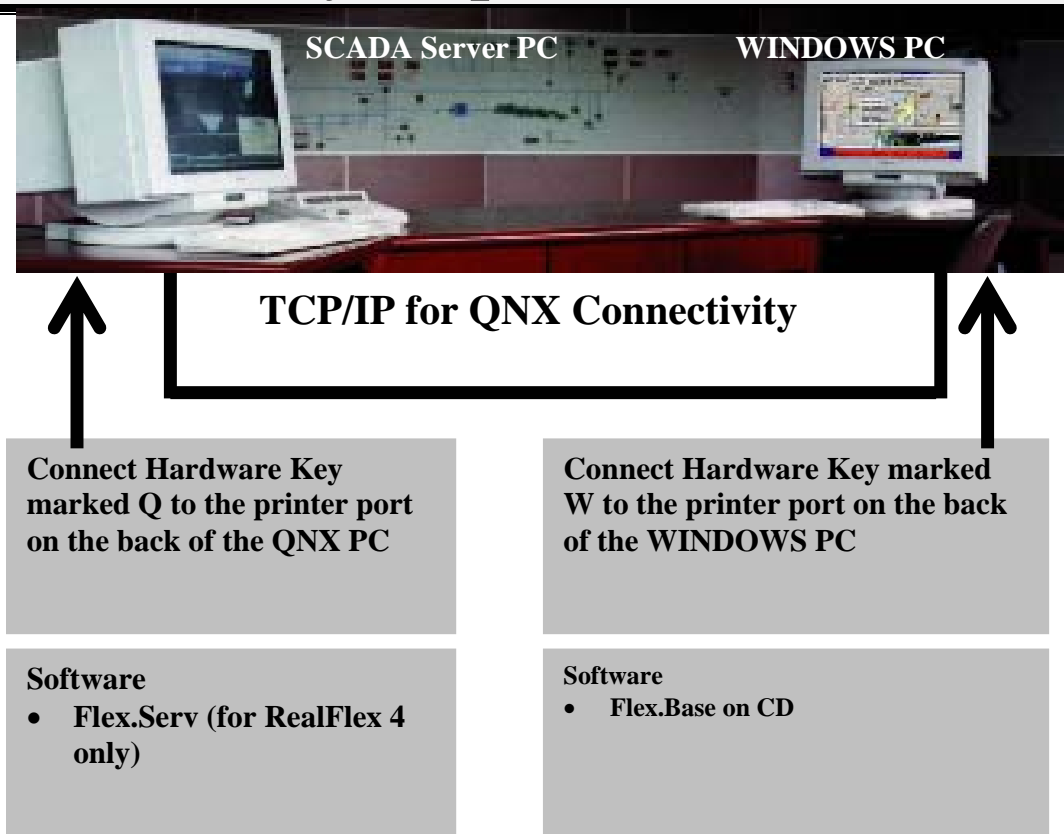 SCADA Server PC
WINDOWS PC
TCP/IP for QNX Connectivity
Connect Hardware Key
marked Q to the printer port
on the back of the QNX PC
Connect Hardware Key marked
W to the printer port on the back
of the WINDOWS PC
Software
• Flex.Serv (for RealFlex 4
only)
Software
• Flex.Base on CD